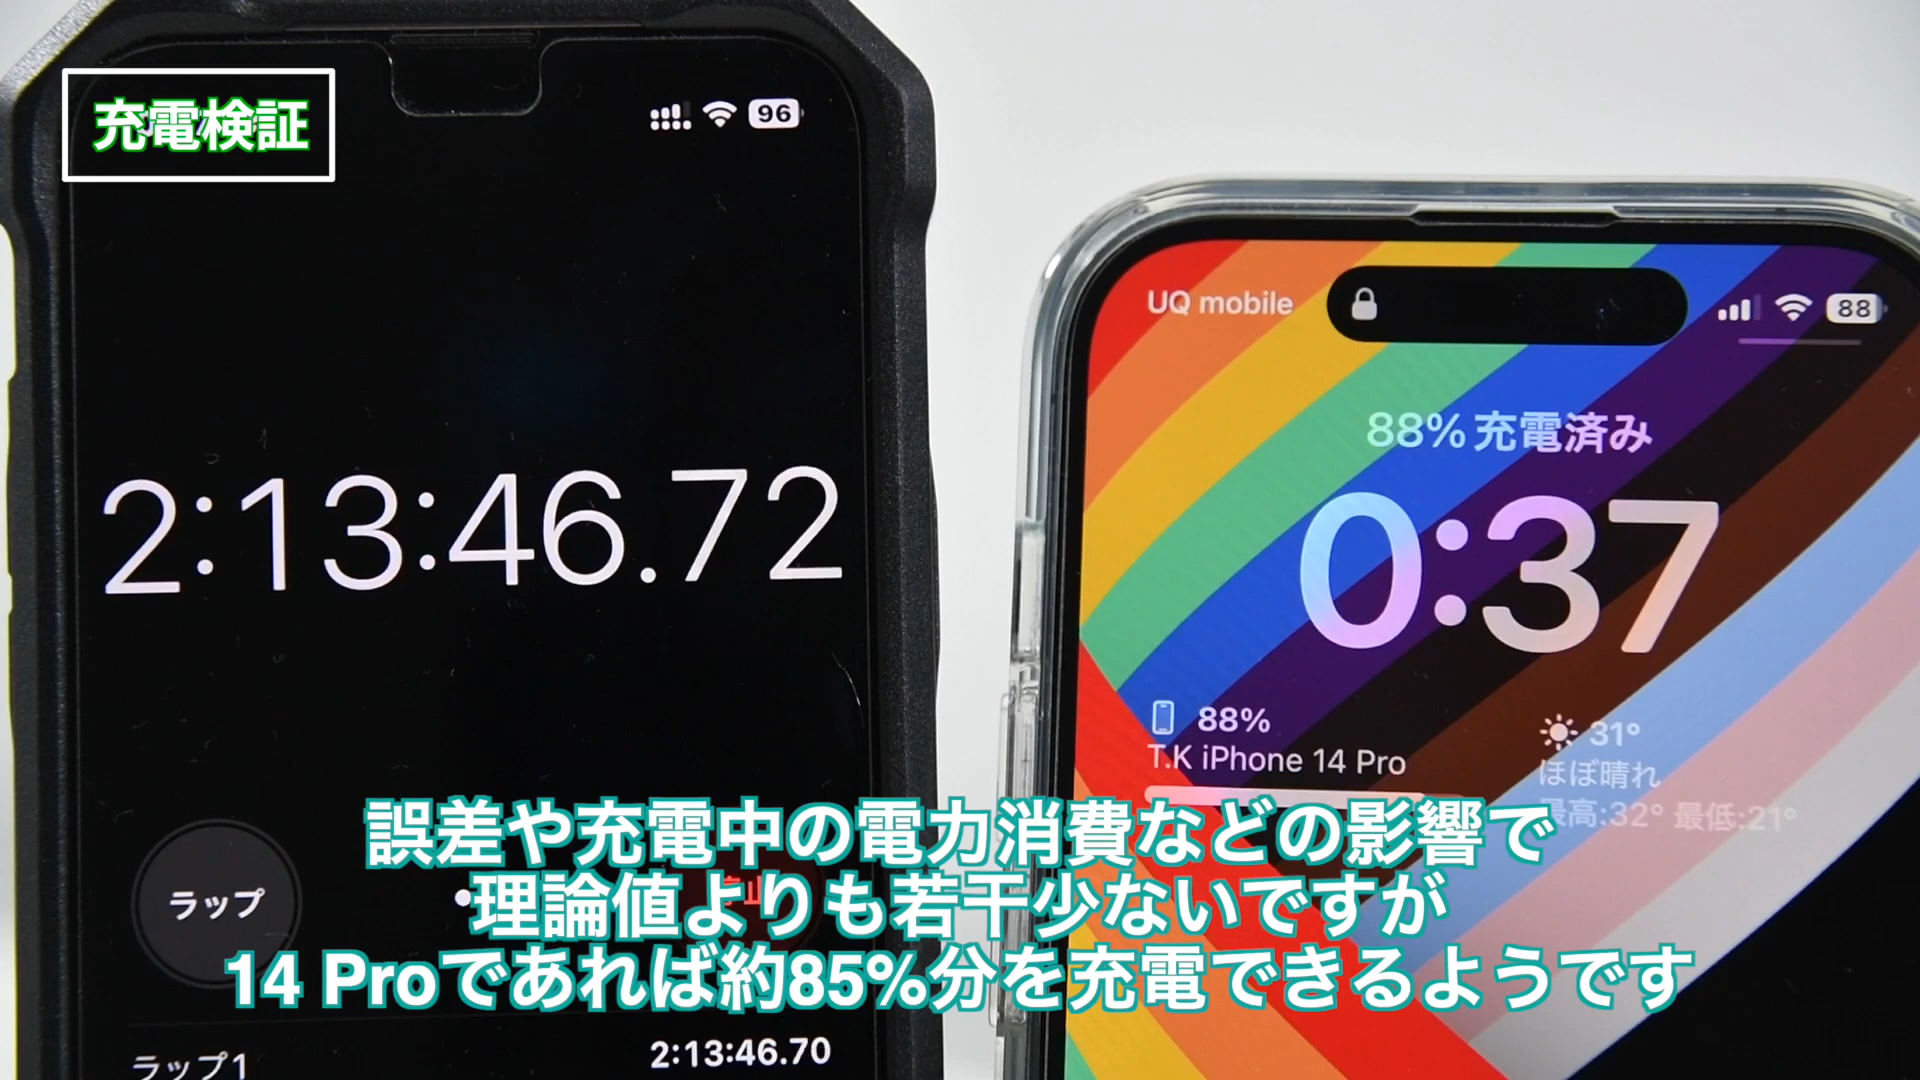 充電検証
96
2:13:46.72
ラップ
ラップ1
2:13:46.70
UQ mobile
88
88%充電済み
0:37
88%
T.K iPhone 14 Pro
31°
ほぼ晴れ
最高:32° 最低:21°
誤差や充電中の電力消費などの影響で
理論値よりも若干少ないですが
14 Proであれば約85%分を充電できるようです